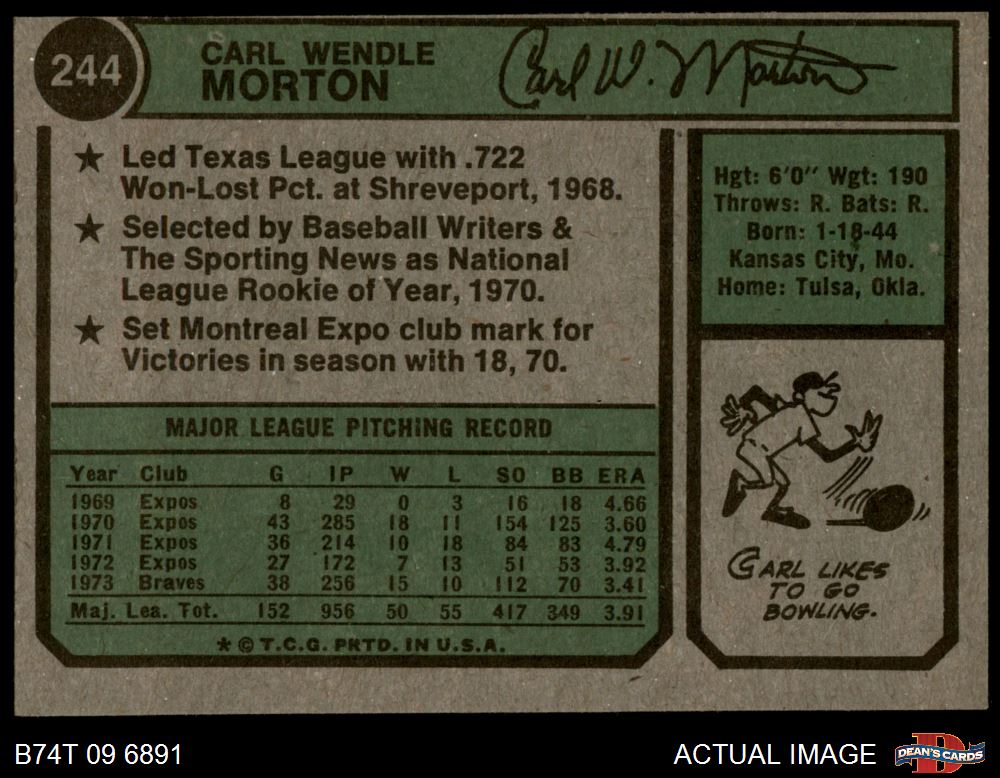 244
CARL WENDLE
MORTON
Carl W. Morton
★ Led Texas League with .722
Won-Lost Pct. at Shreveport, 1968.
★ Selected by Baseball Writers &
The Sporting News as National
League Rookie of Year, 1970.
★ Set Montreal Expo club mark for
Victories in season with 18, 70.
Hgt: 6'0" Wgt: 190
Throws: R. Bats: R.
Born: 1-18-44
Kansas City, Mo.
Home: Tulsa, Okla.
MAJOR LEAGUE PITCHING RECORD
Year Club G IP W L SO BB ERA
1969 Expos 8 29 0 3 16 18 4.66
1970 Expos 43 285 18 11 154 125 3.60
1971 Expos 36 214 10 18 84 83 4.79
1972 Expos 27 172 7 13 51 53 3.92
1973 Braves 38 256 15 10 112 70 3.41
Maj. Lea. Tot. 152 956 50 55 417 349 3.91
* © T.C.G. PRTD. IN U.S.A.
CARL LIKES
TO GO
BOWLING.
B74T 09 6891
ACTUAL IMAGE
D
DEAN'S CARDS